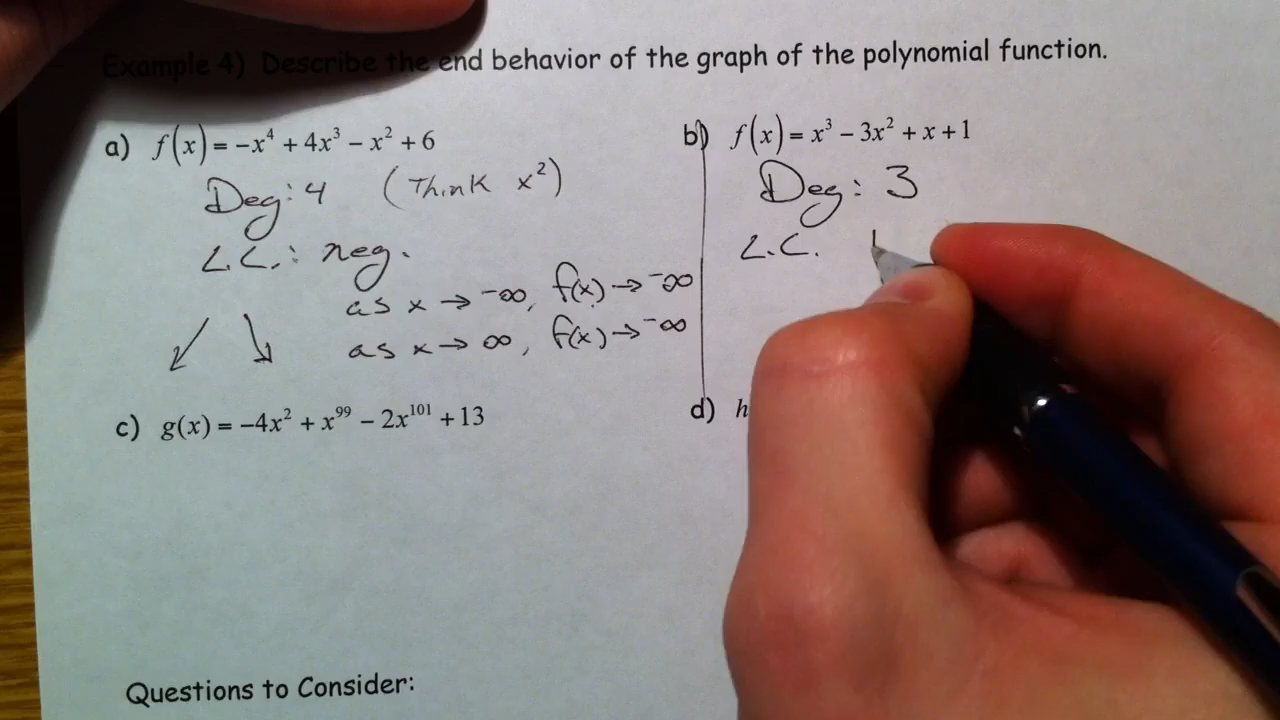 Example 4) Describe the end behavior of the graph of the polynomial function.
a) f(x) = −x⁴ + 4x³ − x² + 6
Deg: 4 (Think x²)
L.C.: neg.
as x → −∞, f(x) → −∞
as x → ∞, f(x) → −∞
b) f(x) = x³ − 3x² + x + 1
Deg: 3
L.C.
c) g(x) = −4x² + x⁹⁹ − 2x¹⁰¹ + 13
d) h
Questions to Consider: